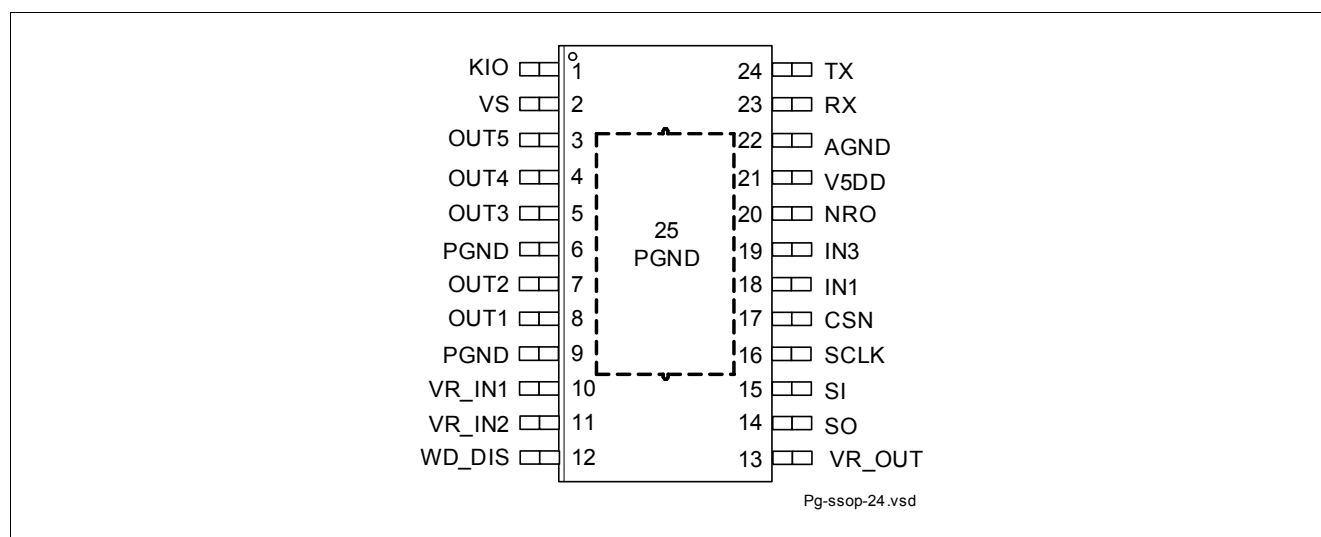 KIO 1 24 TX
VS 2 23 RX
OUT5 3 22 AGND
OUT4 4 21 V5DD
OUT3 5 20 NRO
25
PGND
PGND 6 19 IN3
OUT2 7 18 IN1
OUT1 8 17 CSN
PGND 9 16 SCLK
VR_IN1 10 15 SI
VR_IN2 11 14 SO
WD_DIS 12 13 VR_OUT
Pg-ssop-24.vsd